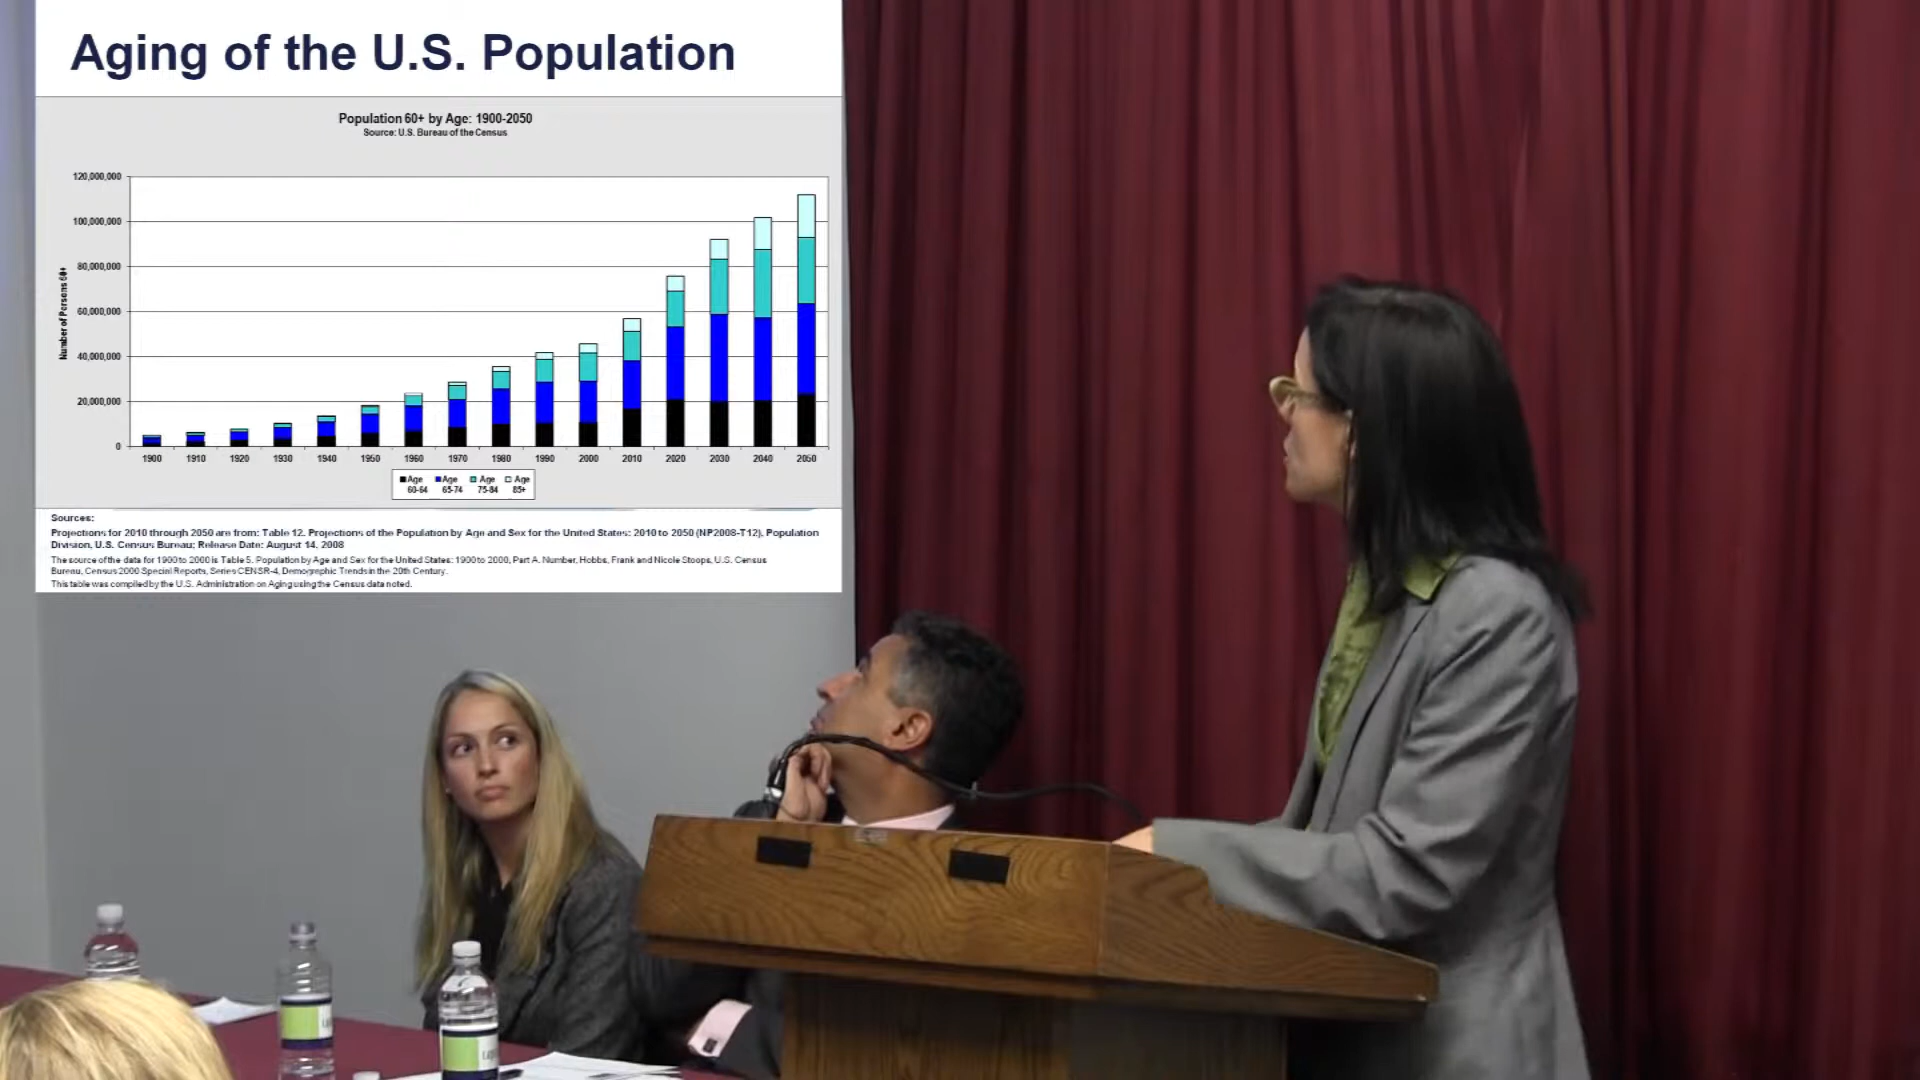 Aging of the U.S. Population
Population 60+ by Age: 1900-2050
Source: U.S. Bureau of the Census
120,000,000
100,000,000
80,000,000
60,000,000
40,000,000
20,000,000
0
Number of Persons 60+
1900 1910 1920 1930 1940 1950 1960 1970 1980 1990 2000 2010 2020 2030 2040 2050
Age Age Age Age
60-64 65-74 75-84 85+
Sources:
Projections for 2010 through 2050 are from: Table 12. Projections of the Population by Age and Sex for the United States: 2010 to 2050 (NP2008-T12), Population
Division, U.S. Census Bureau; Release Date: August 14, 2008
The source of the data for 1900 to 2000 is Table 5. Population by Age and Sex for the United States: 1900 to 2000, Part A. Number, Hobbs, Frank and Nicole Stoops, U.S. Census
Bureau, Census 2000 Special Reports, Series CENSR-4, Demographic Trends in the 20th Century.
This table was compiled by the U.S. Administration on Aging using the Census data noted.